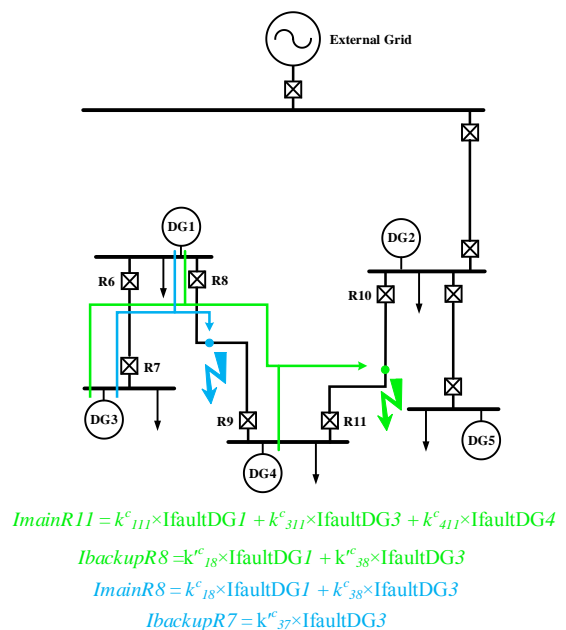 External Grid
DG1
DG2
R6
R8
R10
R7
DG3
R9
R11
DG4
DG5
ImainR11 = k^c_111×IfaultDG1 + k^c_311×IfaultDG3 + k^c_411×IfaultDG4
IbackupR8 =k'^c_18×IfaultDG1 + k'^c_38×IfaultDG3
ImainR8 = k^c_18×IfaultDG1 + k^c_38×IfaultDG3
IbackupR7 = k'^c_37×IfaultDG3